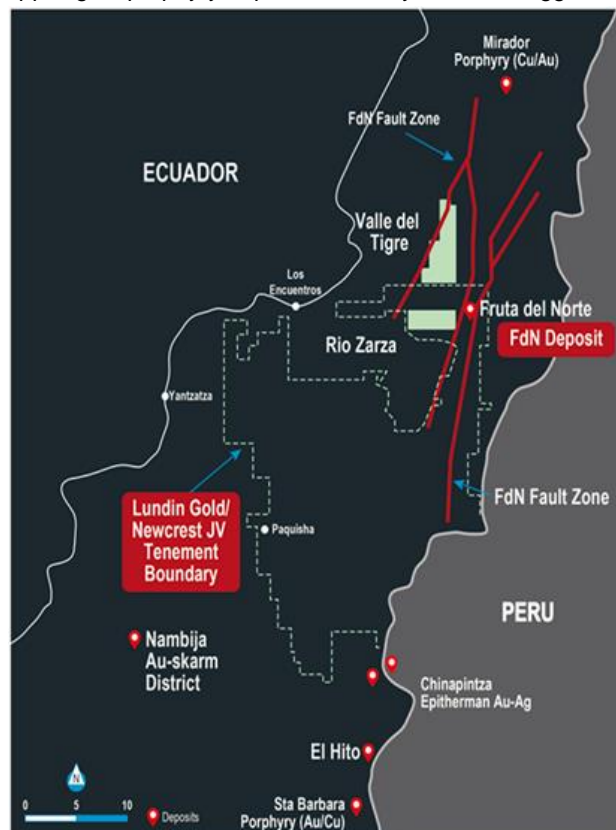 Mirador
Porphyry (Cu/Au)
FdN Fault Zone
ECUADOR
Valle del
Tigre
Los
Encuentros
Fruta del Norte
Rio Zarza
FdN Deposit
Yantzatza
Lundin Gold/
Newcrest JV
Tenement
Boundary
FdN Fault Zone
Paquisha
PERU
Nambija
Au-skarm
District
Chinapintza
Epitherman Au-Ag
El Hito
N
0 5 10
Deposits
Sta Barbara
Porphyry (Au/Cu)